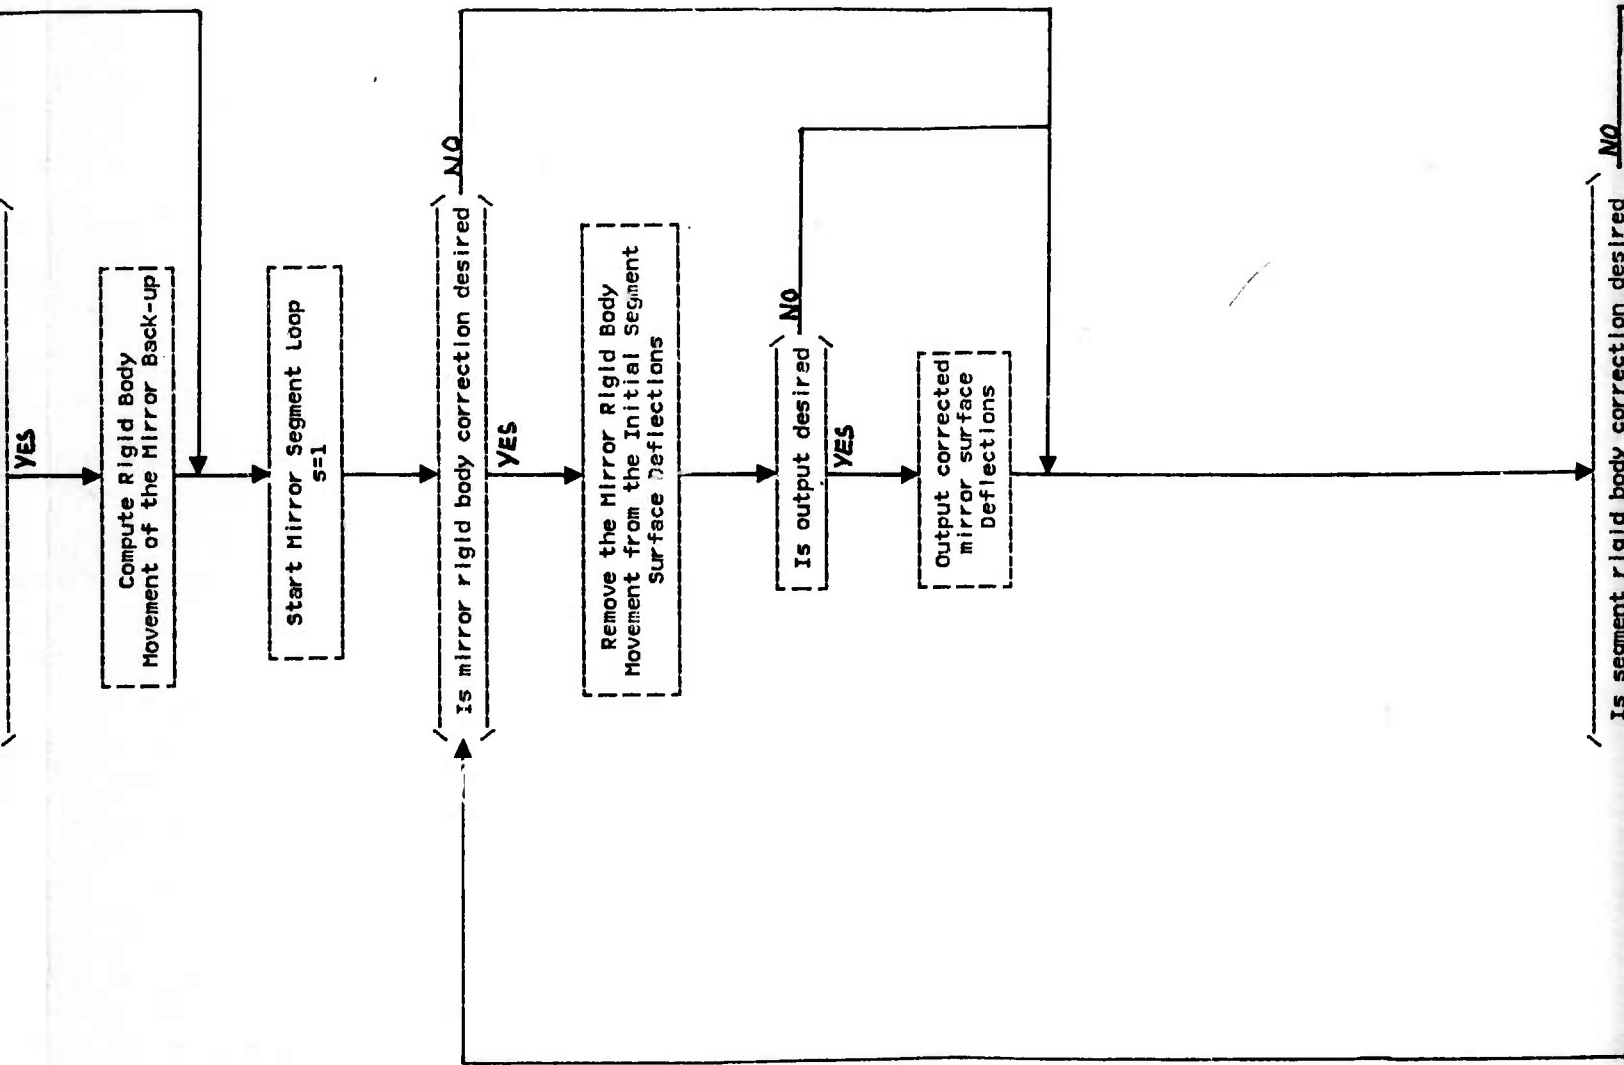 YES
Compute Rigid Body
Movement of the Mirror Back-up
Start Mirror Segment Loop
s=1
Is mirror rigid body correction desired
NO
YES
Remove the Mirror Rigid Body
Movement from the Initial Segment
Surface Deflections
Is output desired
NO
YES
Output corrected
mirror surface
Deflections
Is segment rigid body correction desired
NO